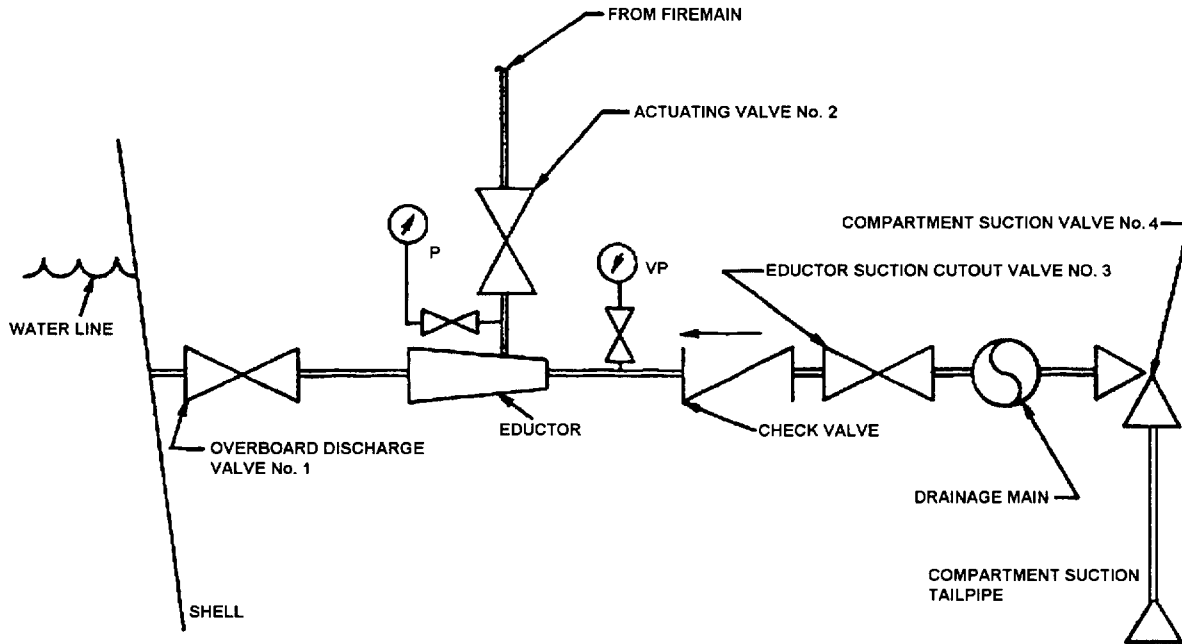 FROM FIREMAIN
ACTUATING VALVE No. 2
COMPARTMENT SUCTION VALVE No. 4
P
VP
EDUCTOR SUCTION CUTOUT VALVE NO. 3
WATER LINE
EDUCTOR
CHECK VALVE
OVERBOARD DISCHARGE
VALVE No. 1
DRAINAGE MAIN
COMPARTMENT SUCTION
TAILPIPE
SHELL